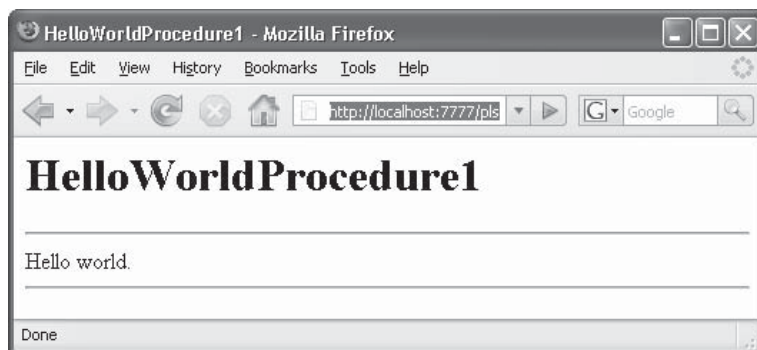 HelloWorldProcedure1 - Mozilla Firefox
File Edit View History Bookmarks Tools Help
http://localhost:7777/pls G Google
HelloWorldProcedure1
Hello world.
Done